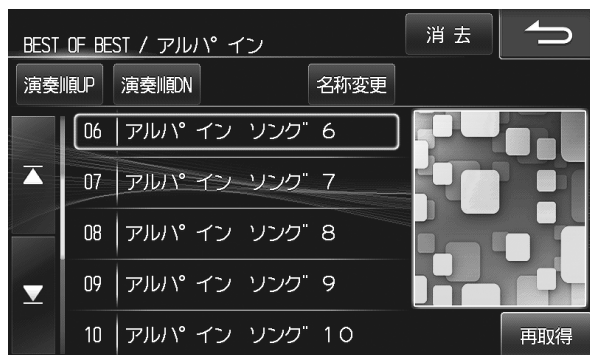 BEST OF BEST / アルパイン
消去
演奏順UP 演奏順DN 名称変更
06 アルパイン ソング 6
07 アルパイン ソング 7
08 アルパイン ソング 8
09 アルパイン ソング 9
10 アルパイン ソング 10
再取得